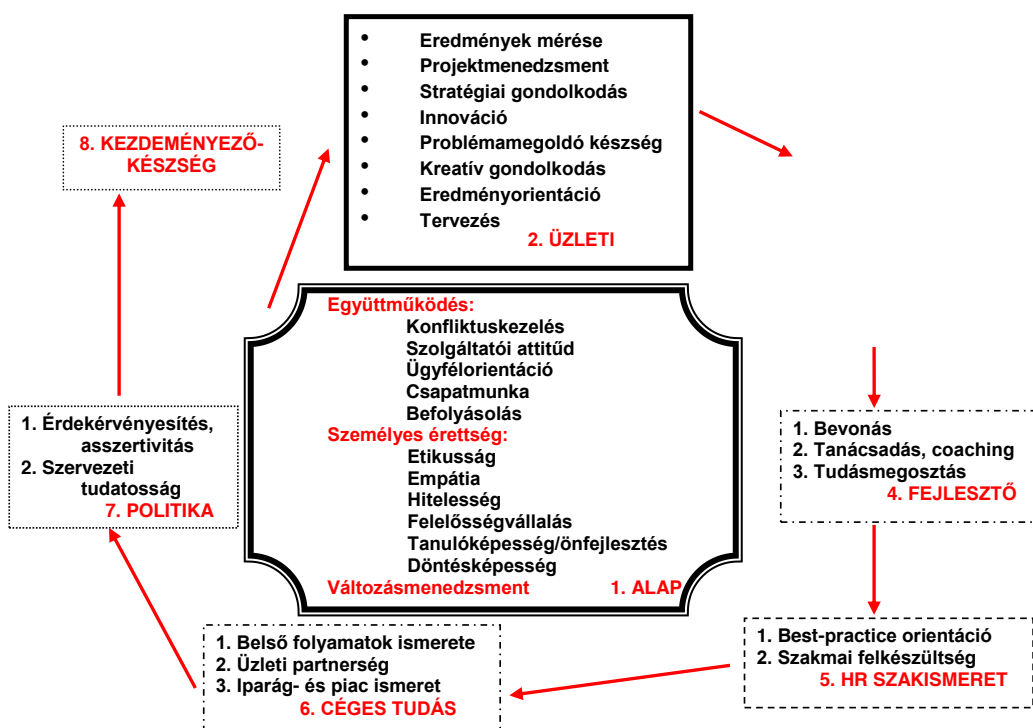 • Eredmények mérése
• Projektmenedzsment
• Stratégiai gondolkodás
• Innováció
• Problémamegoldó készség
• Kreatív gondolkodás
• Eredményorientáció
• Tervezés
2. ÜZLETI
8. KEZDEMÉNYEZŐ-
KÉSZSÉG
Együttműködés:
Konfliktuskezelés
Szolgáltatói attitűd
Ügyfélorientáció
Csapatmunka
Befolyásolás
Személyes érettség:
Etikusság
Empátia
Hitelesség
Felelősségvállalás
Tanulóképesség/önfejlesztés
Döntésképesség
Változásmenedzsment 1. ALAP
1. Érdekérvényesítés,
asszertivitás
2. Szervezeti
tudatosság
7. POLITIKA
1. Bevonás
2. Tanácsadás, coaching
3. Tudásmegosztás
4. FEJLESZTŐ
1. Belső folyamatok ismerete
2. Üzleti partnerség
3. Iparág- és piac ismeret
6. CÉGES TUDÁS
1. Best-practice orientáció
2. Szakmai felkészültség
5. HR SZAKISMERET